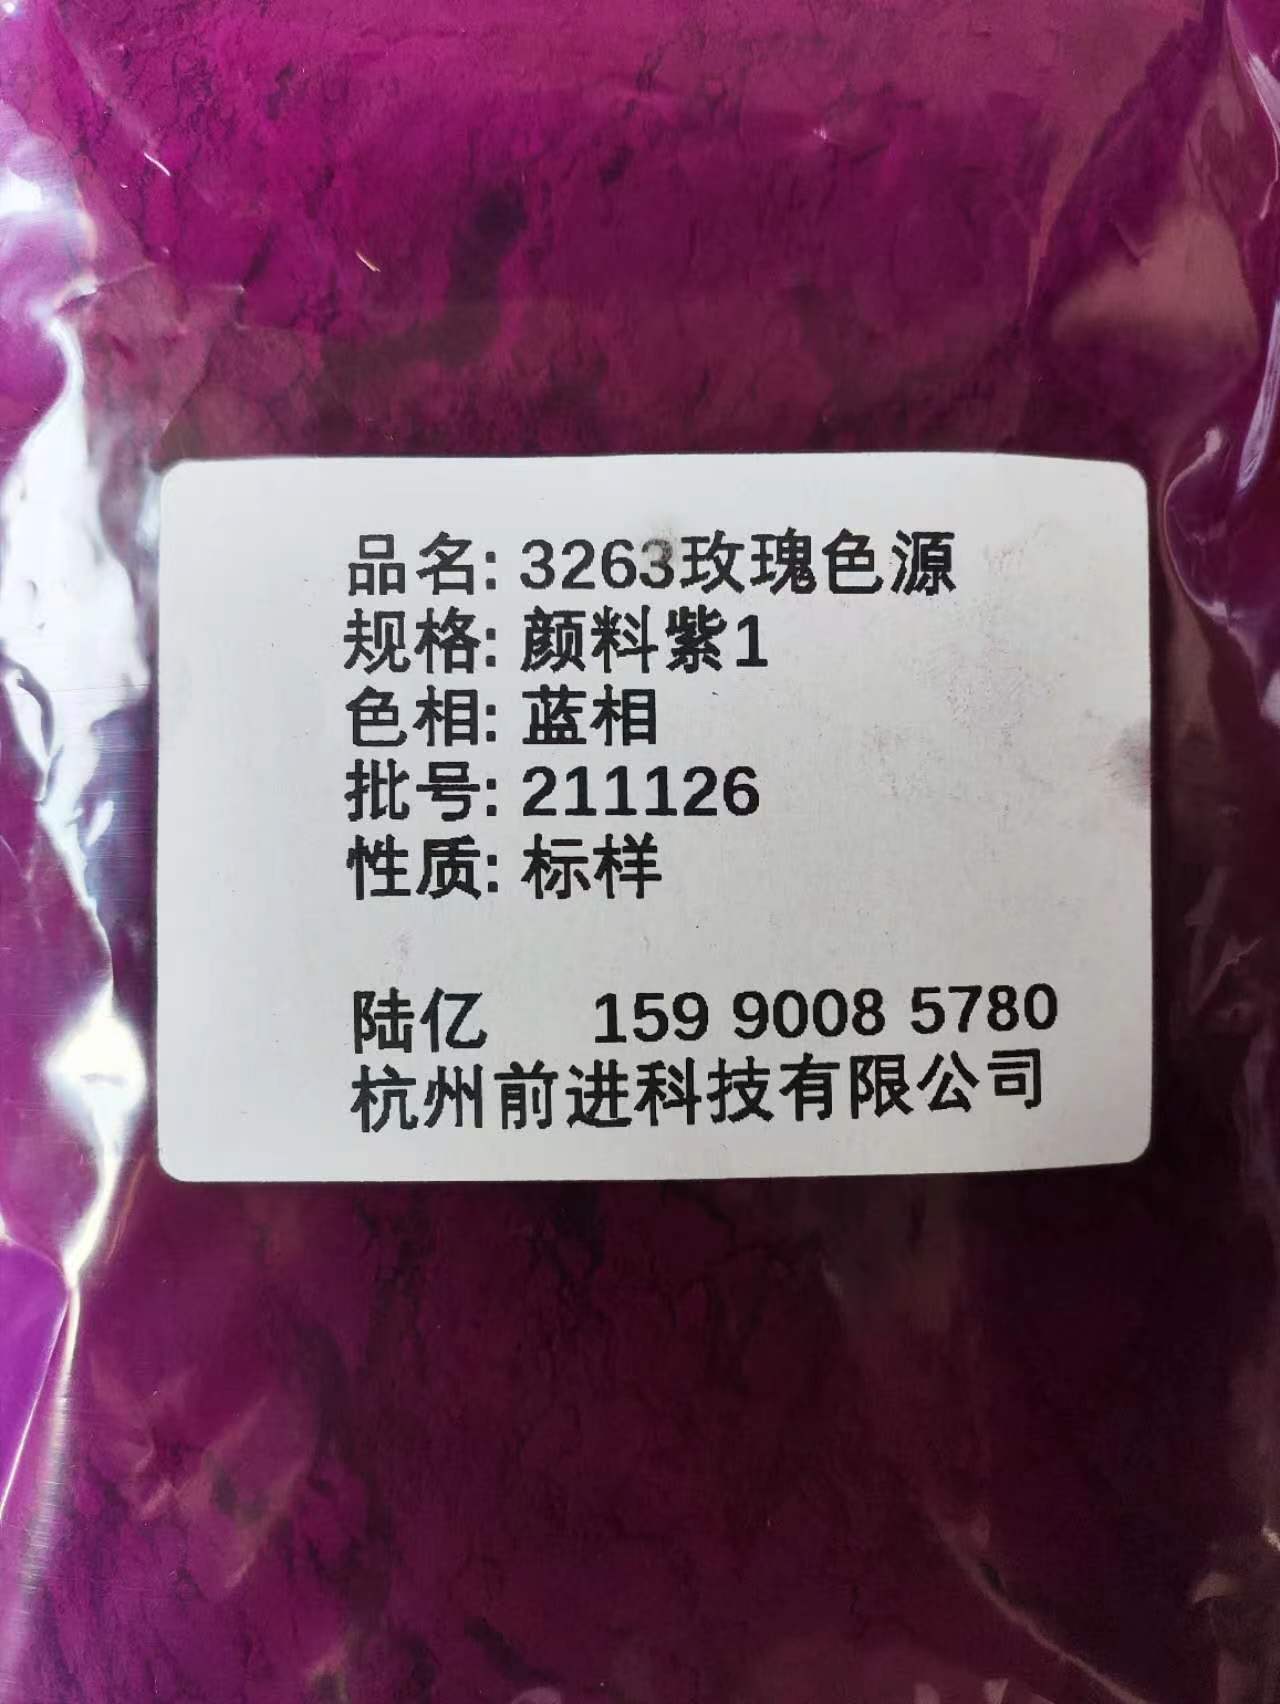 品名: 3263玫瑰色源
规格: 颜料紫1
色相: 蓝相
批号: 211126
性质: 标样
陆亿 159 9008 5780
杭州前进科技有限公司